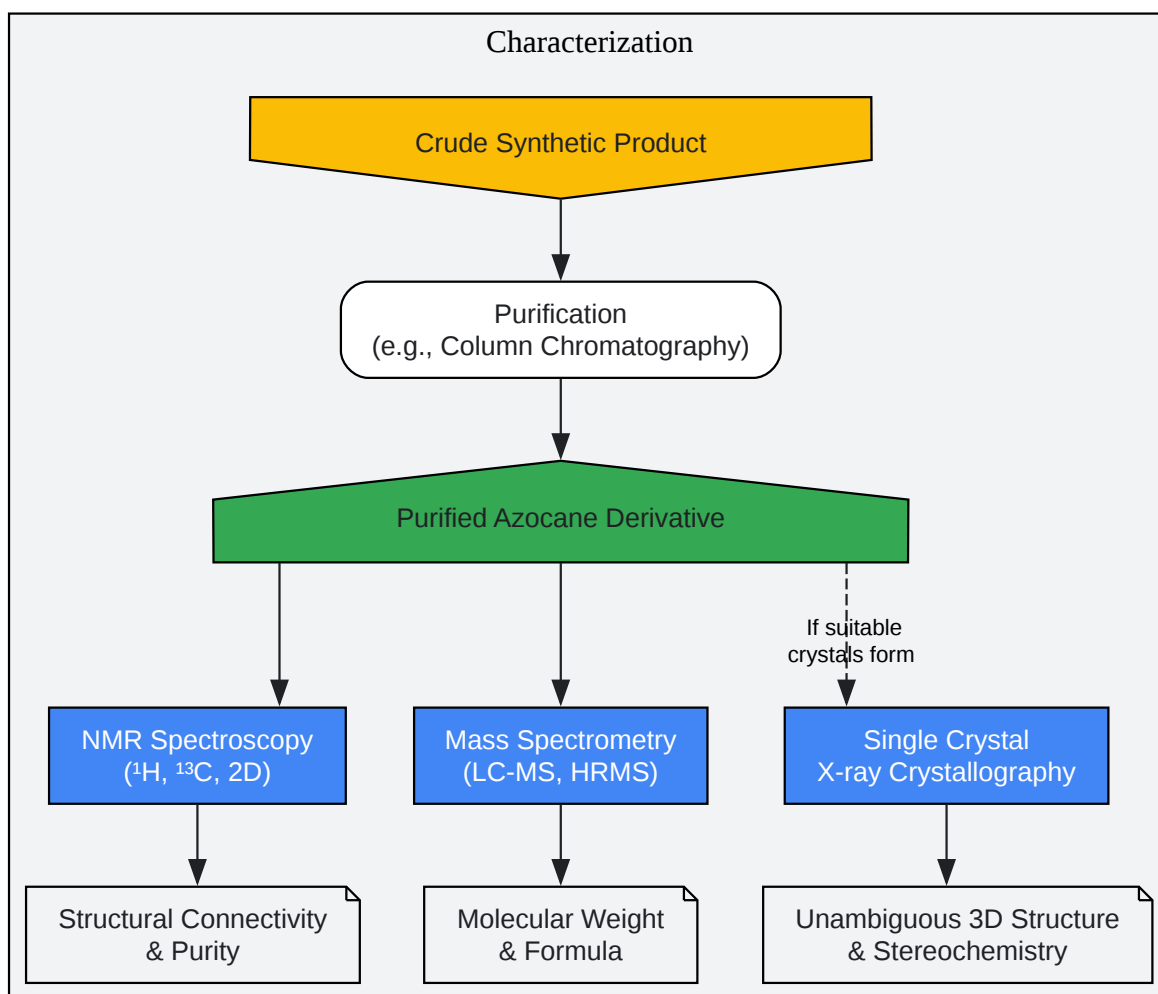 Characterization
Crude Synthetic Product
Purification
(e.g., Column Chromatography)
Purified Azocane Derivative
If suitable
crystals form
NMR Spectroscopy
(¹H, ¹³C, 2D)
Mass Spectrometry
(LC-MS, HRMS)
Single Crystal
X-ray Crystallography
Structural Connectivity
& Purity
Molecular Weight
& Formula
Unambiguous 3D Structure
& Stereochemistry